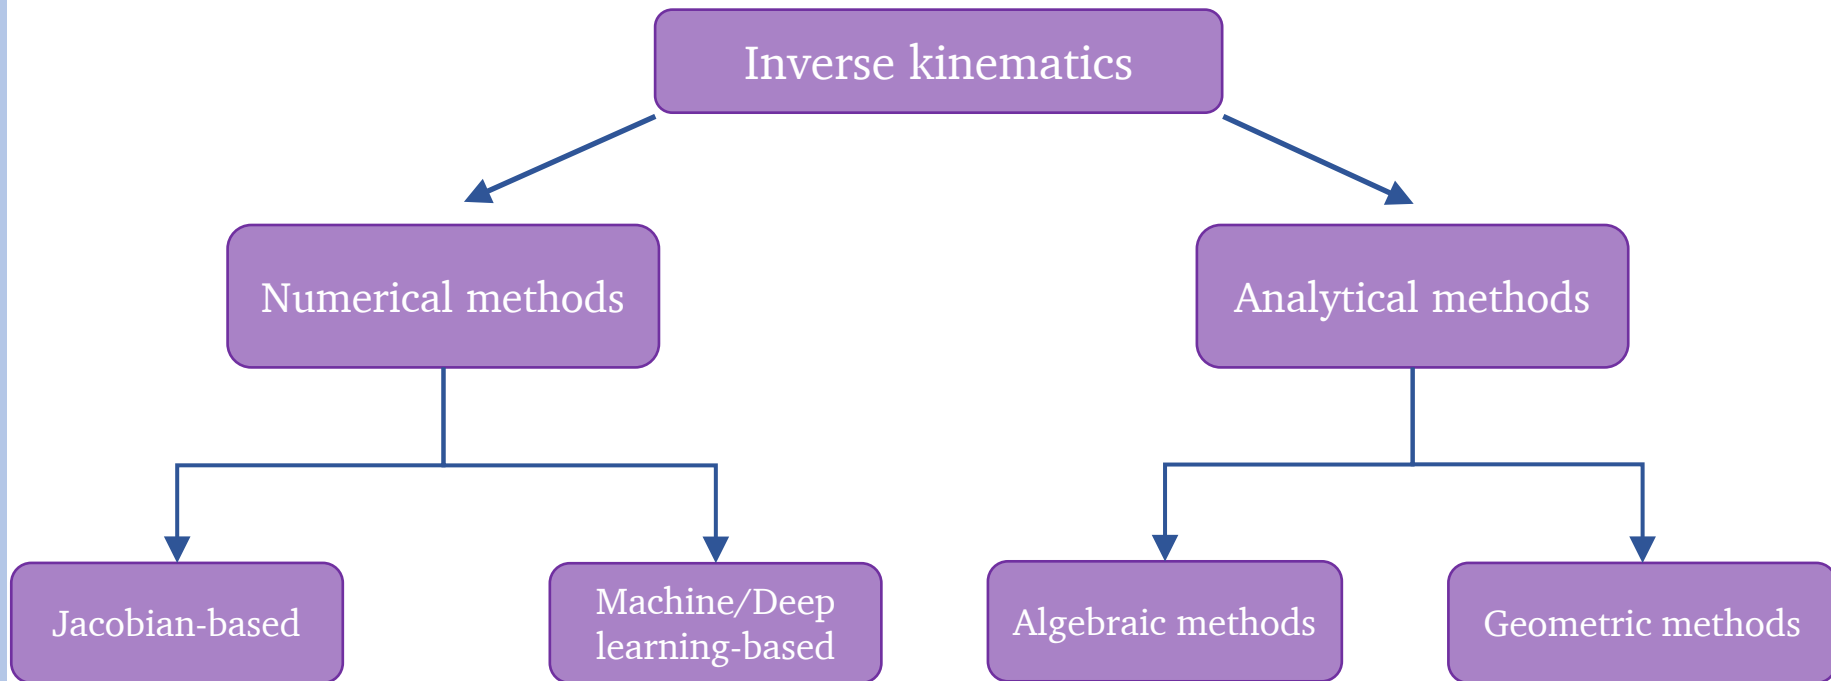 Inverse kinematics
Numerical methods
Analytical methods
Jacobian-based
Machine/Deep
learning-based
Algebraic methods
Geometric methods